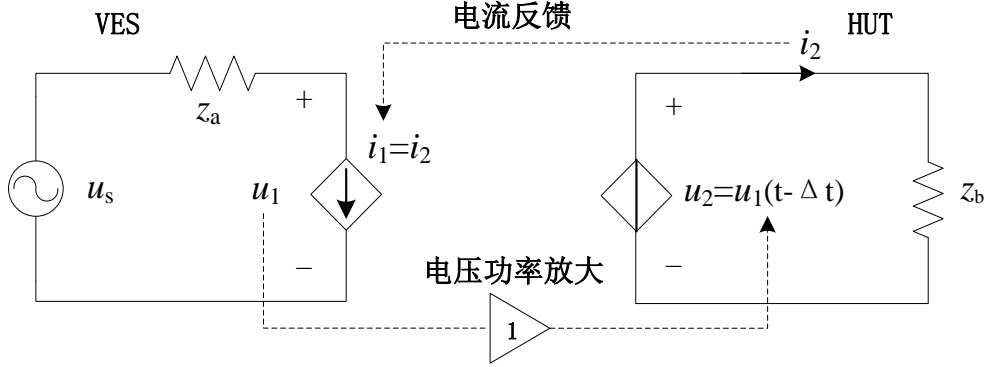 VES
电流反馈
HUT
i₂
+
+
zₐ
i₁=i₂
uₛ
u₁
u₂=u₁(t-Δt)
z_b
−
−
电压功率放大
1